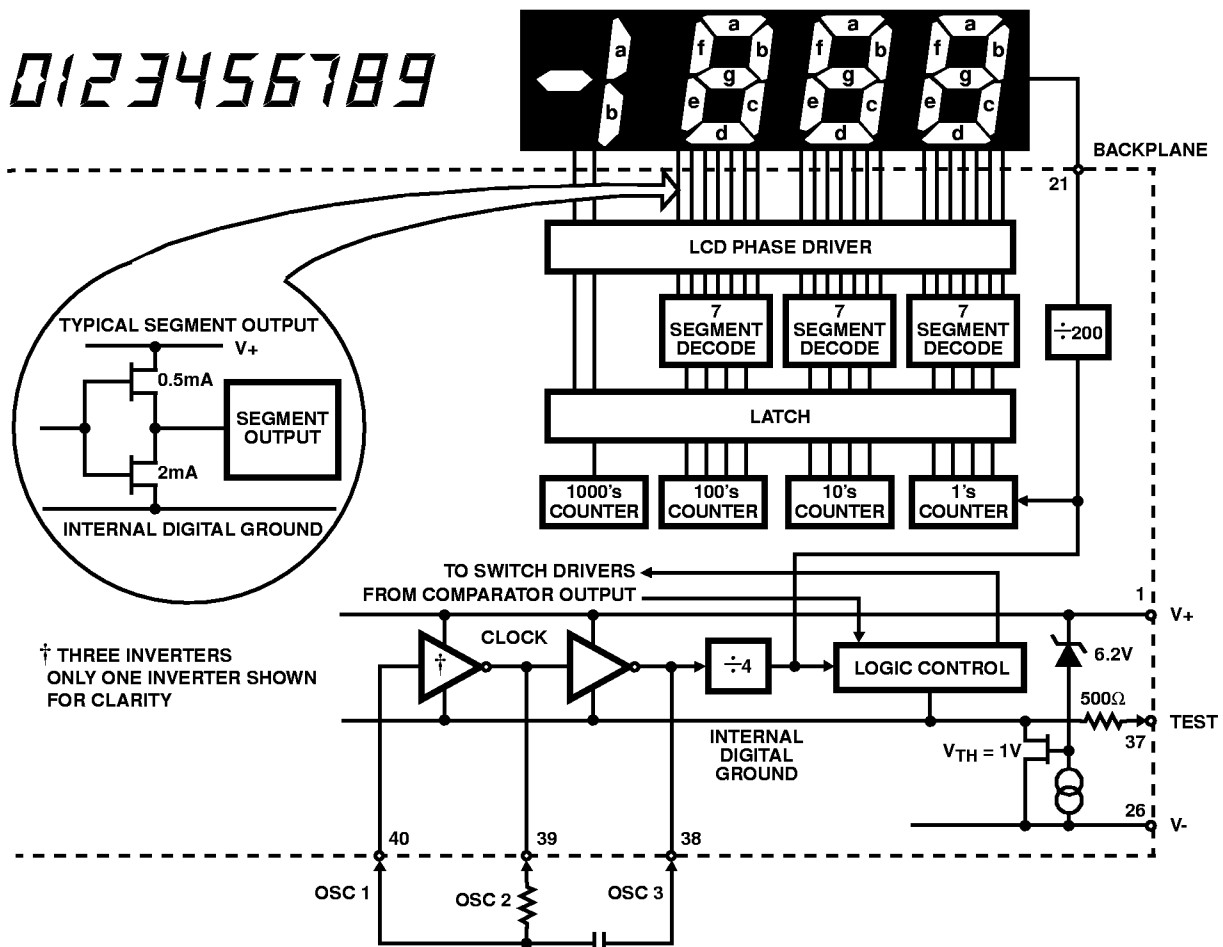 0123456789
a
b
a
f b
g
e c
d
a
f b
g
e c
d
a
f b
g
e c
d
BACKPLANE
21
LCD PHASE DRIVER
7
SEGMENT
DECODE
7
SEGMENT
DECODE
7
SEGMENT
DECODE
÷200
LATCH
1000's
COUNTER
100's
COUNTER
10's
COUNTER
1's
COUNTER
TYPICAL SEGMENT OUTPUT
V+
0.5mA
SEGMENT
OUTPUT
2mA
INTERNAL DIGITAL GROUND
TO SWITCH DRIVERS
FROM COMPARATOR OUTPUT
1
V+
CLOCK
†
÷4
LOGIC CONTROL
6.2V
† THREE INVERTERS
ONLY ONE INVERTER SHOWN
FOR CLARITY
500Ω
TEST
37
INTERNAL
DIGITAL
GROUND
VTH = 1V
26
V-
40
39
38
OSC 1
OSC 2
OSC 3